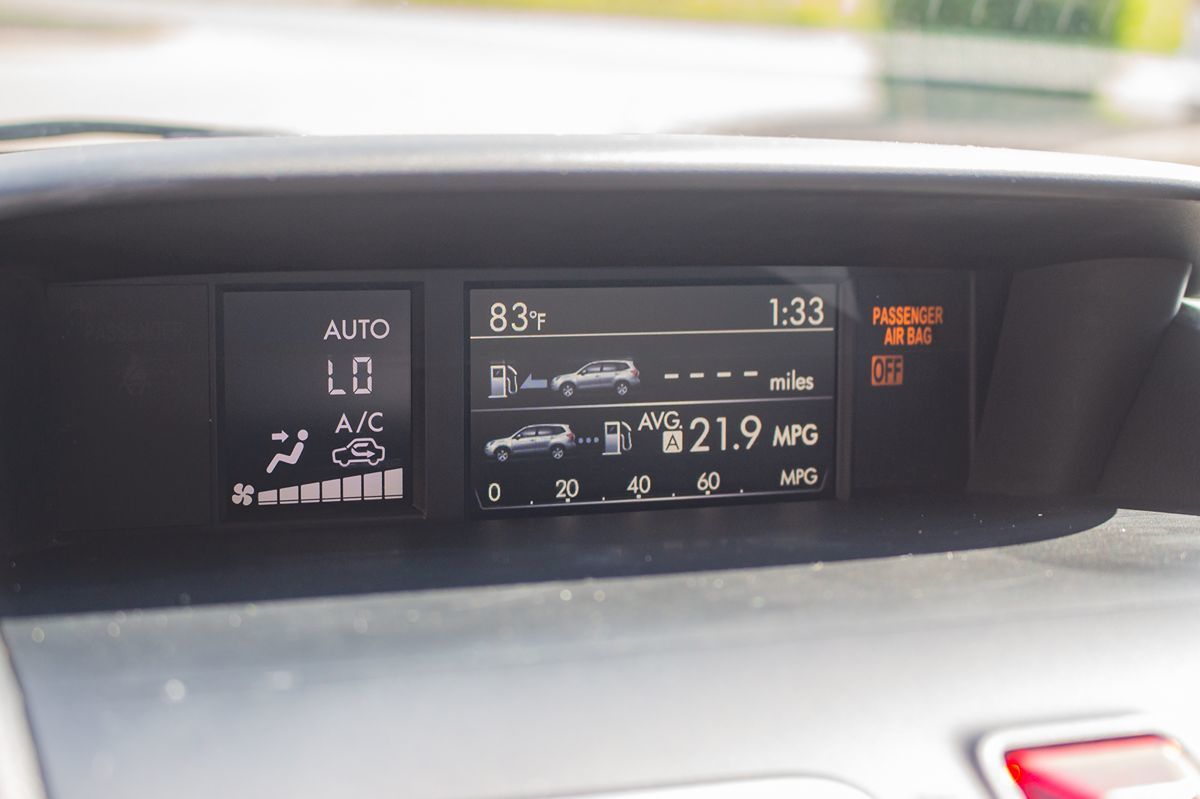 AUTO
LO
A/C
83°F 1:33
---- miles
AVG. A 21.9 MPG
0 20 40 60 MPG
PASSENGER
AIR BAG
OFF